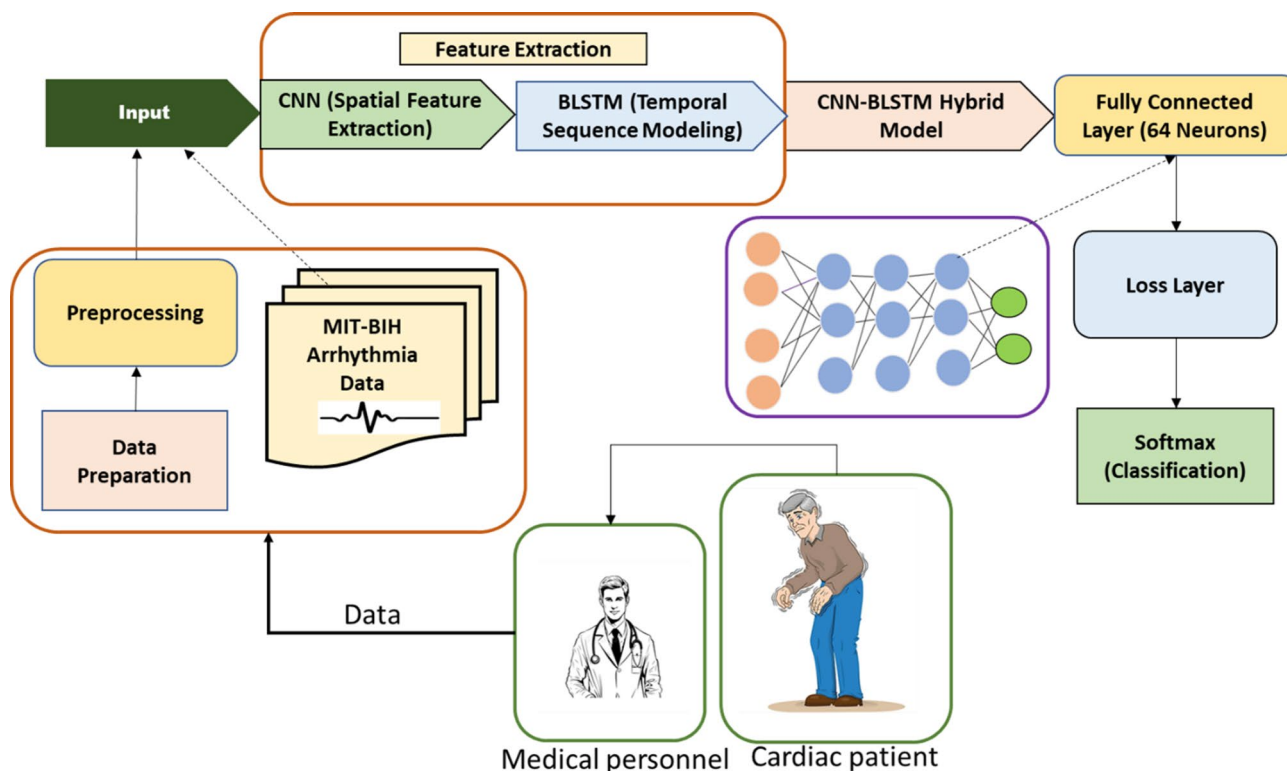 Feature Extraction
Input
CNN (Spatial Feature
Extraction)
BLSTM (Temporal
Sequence Modeling)
CNN-BLSTM Hybrid
Model
Fully Connected
Layer (64 Neurons)
Preprocessing
MIT-BIH
Arrhythmia
Data
Loss Layer
Data
Preparation
Softmax
(Classification)
Data
Medical personnel
Cardiac patient